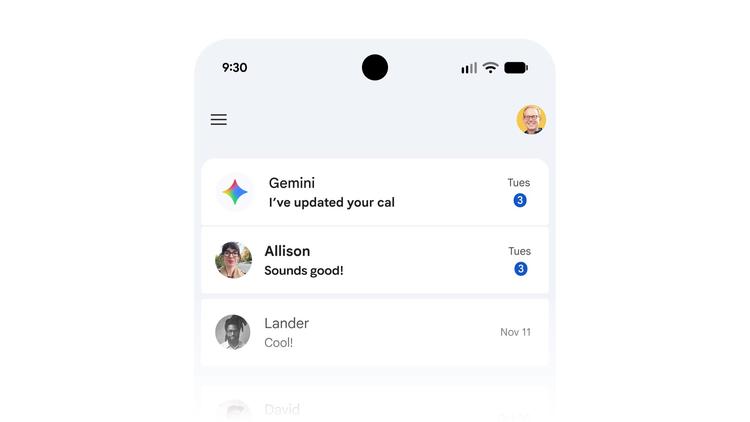 9:30
Gemini
Tues
I’ve updated your cal
3
Allison
Tues
Sounds good!
3
Lander
Nov 11
Cool!
David